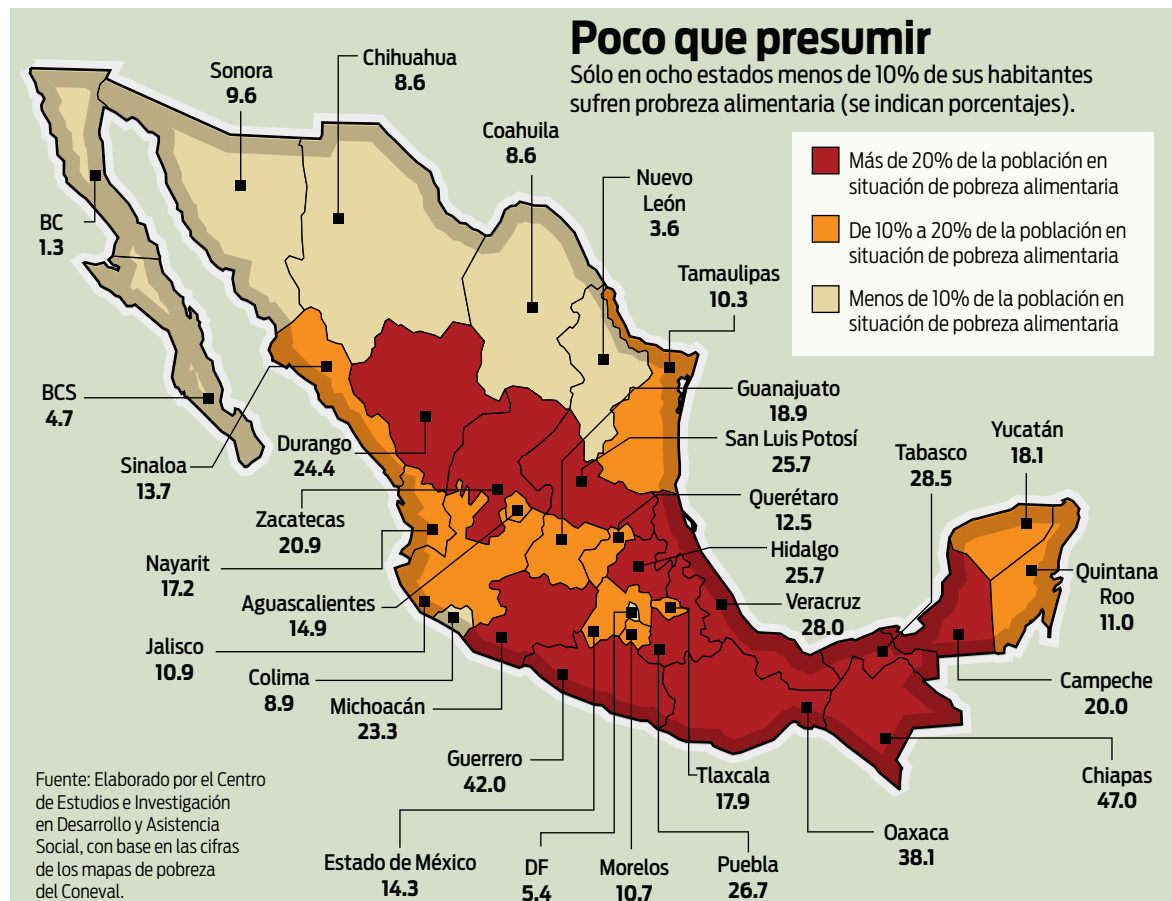 Poco que presumir
Sólo en ocho estados menos de 10% de sus habitantes
sufren probreza alimentaria (se indican porcentajes).
Más de 20% de la población en
situación de pobreza alimentaria
De 10% a 20% de la población en
situación de pobreza alimentaria
Menos de 10% de la población en
situación de pobreza alimentaria
Sonora
9.6
Chihuahua
8.6
Coahuila
8.6
Nuevo
León
3.6
Tamaulipas
10.3
BC
1.3
BCS
4.7
Sinaloa
13.7
Durango
24.4
Zacatecas
20.9
Nayarit
17.2
Aguascalientes
14.9
Jalisco
10.9
Colima
8.9
Michoacán
23.3
Guerrero
42.0
Guanajuato
18.9
San Luis Potosí
25.7
Querétaro
12.5
Hidalgo
25.7
Veracruz
28.0
Tabasco
28.5
Yucatán
18.1
Quintana
Roo
11.0
Campeche
20.0
Chiapas
47.0
Oaxaca
38.1
Tlaxcala
17.9
Puebla
26.7
Morelos
10.7
DF
5.4
Estado de México
14.3
Fuente: Elaborado por el Centro
de Estudios e Investigación
en Desarrollo y Asistencia
Social, con base en las cifras
de los mapas de pobreza
del Coneval.